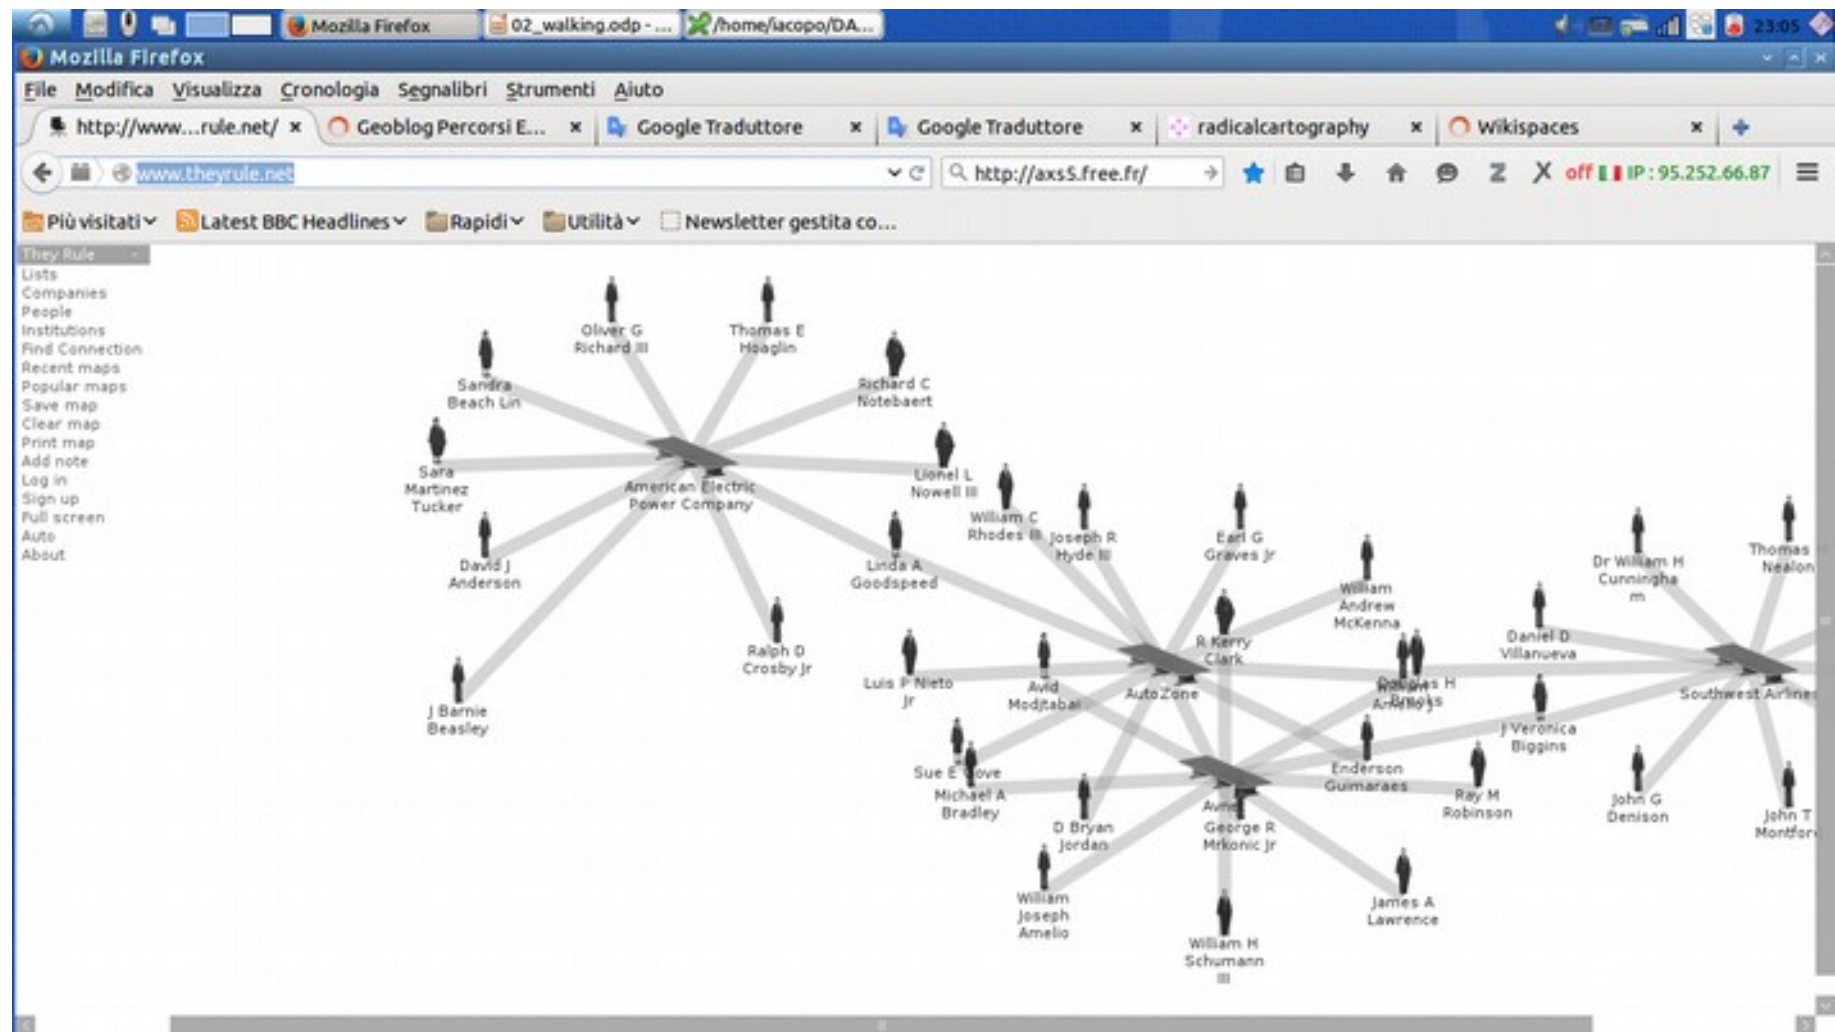 Mozilla Firefox
02_walking.odp - ...
/home/iacopo/DA...
23:05
Mozilla Firefox
File Modifica Visualizza Cronologia Segnalibri Strumenti Aiuto
http://www...rule.net/
Geoblog Percorsi E...
Google Traduttore
Google Traduttore
radicalcartography
Wikispaces
www.theyrule.net
http://axs5.free.fr/
off IP : 95.252.66.87
Più visitati
Latest BBC Headlines
Rapidi
Utilità
Newsletter gestita co...
They Rule
Lists
Companies
People
Institutions
Find Connection
Recent maps
Popular maps
Save map
Clear map
Print map
Add note
Log in
Sign up
Full screen
Auto
About
Oliver G
Richard III
Thomas E
Hoaglin
Sandra
Beach Lin
Richard C
Notebaert
Sara
Martinez
Tucker
American Electric
Power Company
Lionel L
Nowell III
William C
Rhodes III
Joseph R
Hyde III
Earl G
Graves Jr
David J
Anderson
Linda A
Goodspeed
William
Andrew
McKenna
Dr William H
Cunningha
m
Thomas
Nealon
Ralph D
Crosby Jr
R Kerry
Clark
Daniel D
Villanueva
Luis P Nieto
Jr
Avid
Modjtabai
AutoZone
Douglas H
Brooks
Southwest Airlines
J Barnie
Beasley
J Veronica
Biggins
Sue E Gove
Michael A
Bradley
Enderson
Guimaraes
Ray M
Robinson
John G
Denison
John T
Montfor
D Bryan
Jordan
George R
Mrkonic Jr
William
Joseph
Amelio
James A
Lawrence
William H
Schumann
III